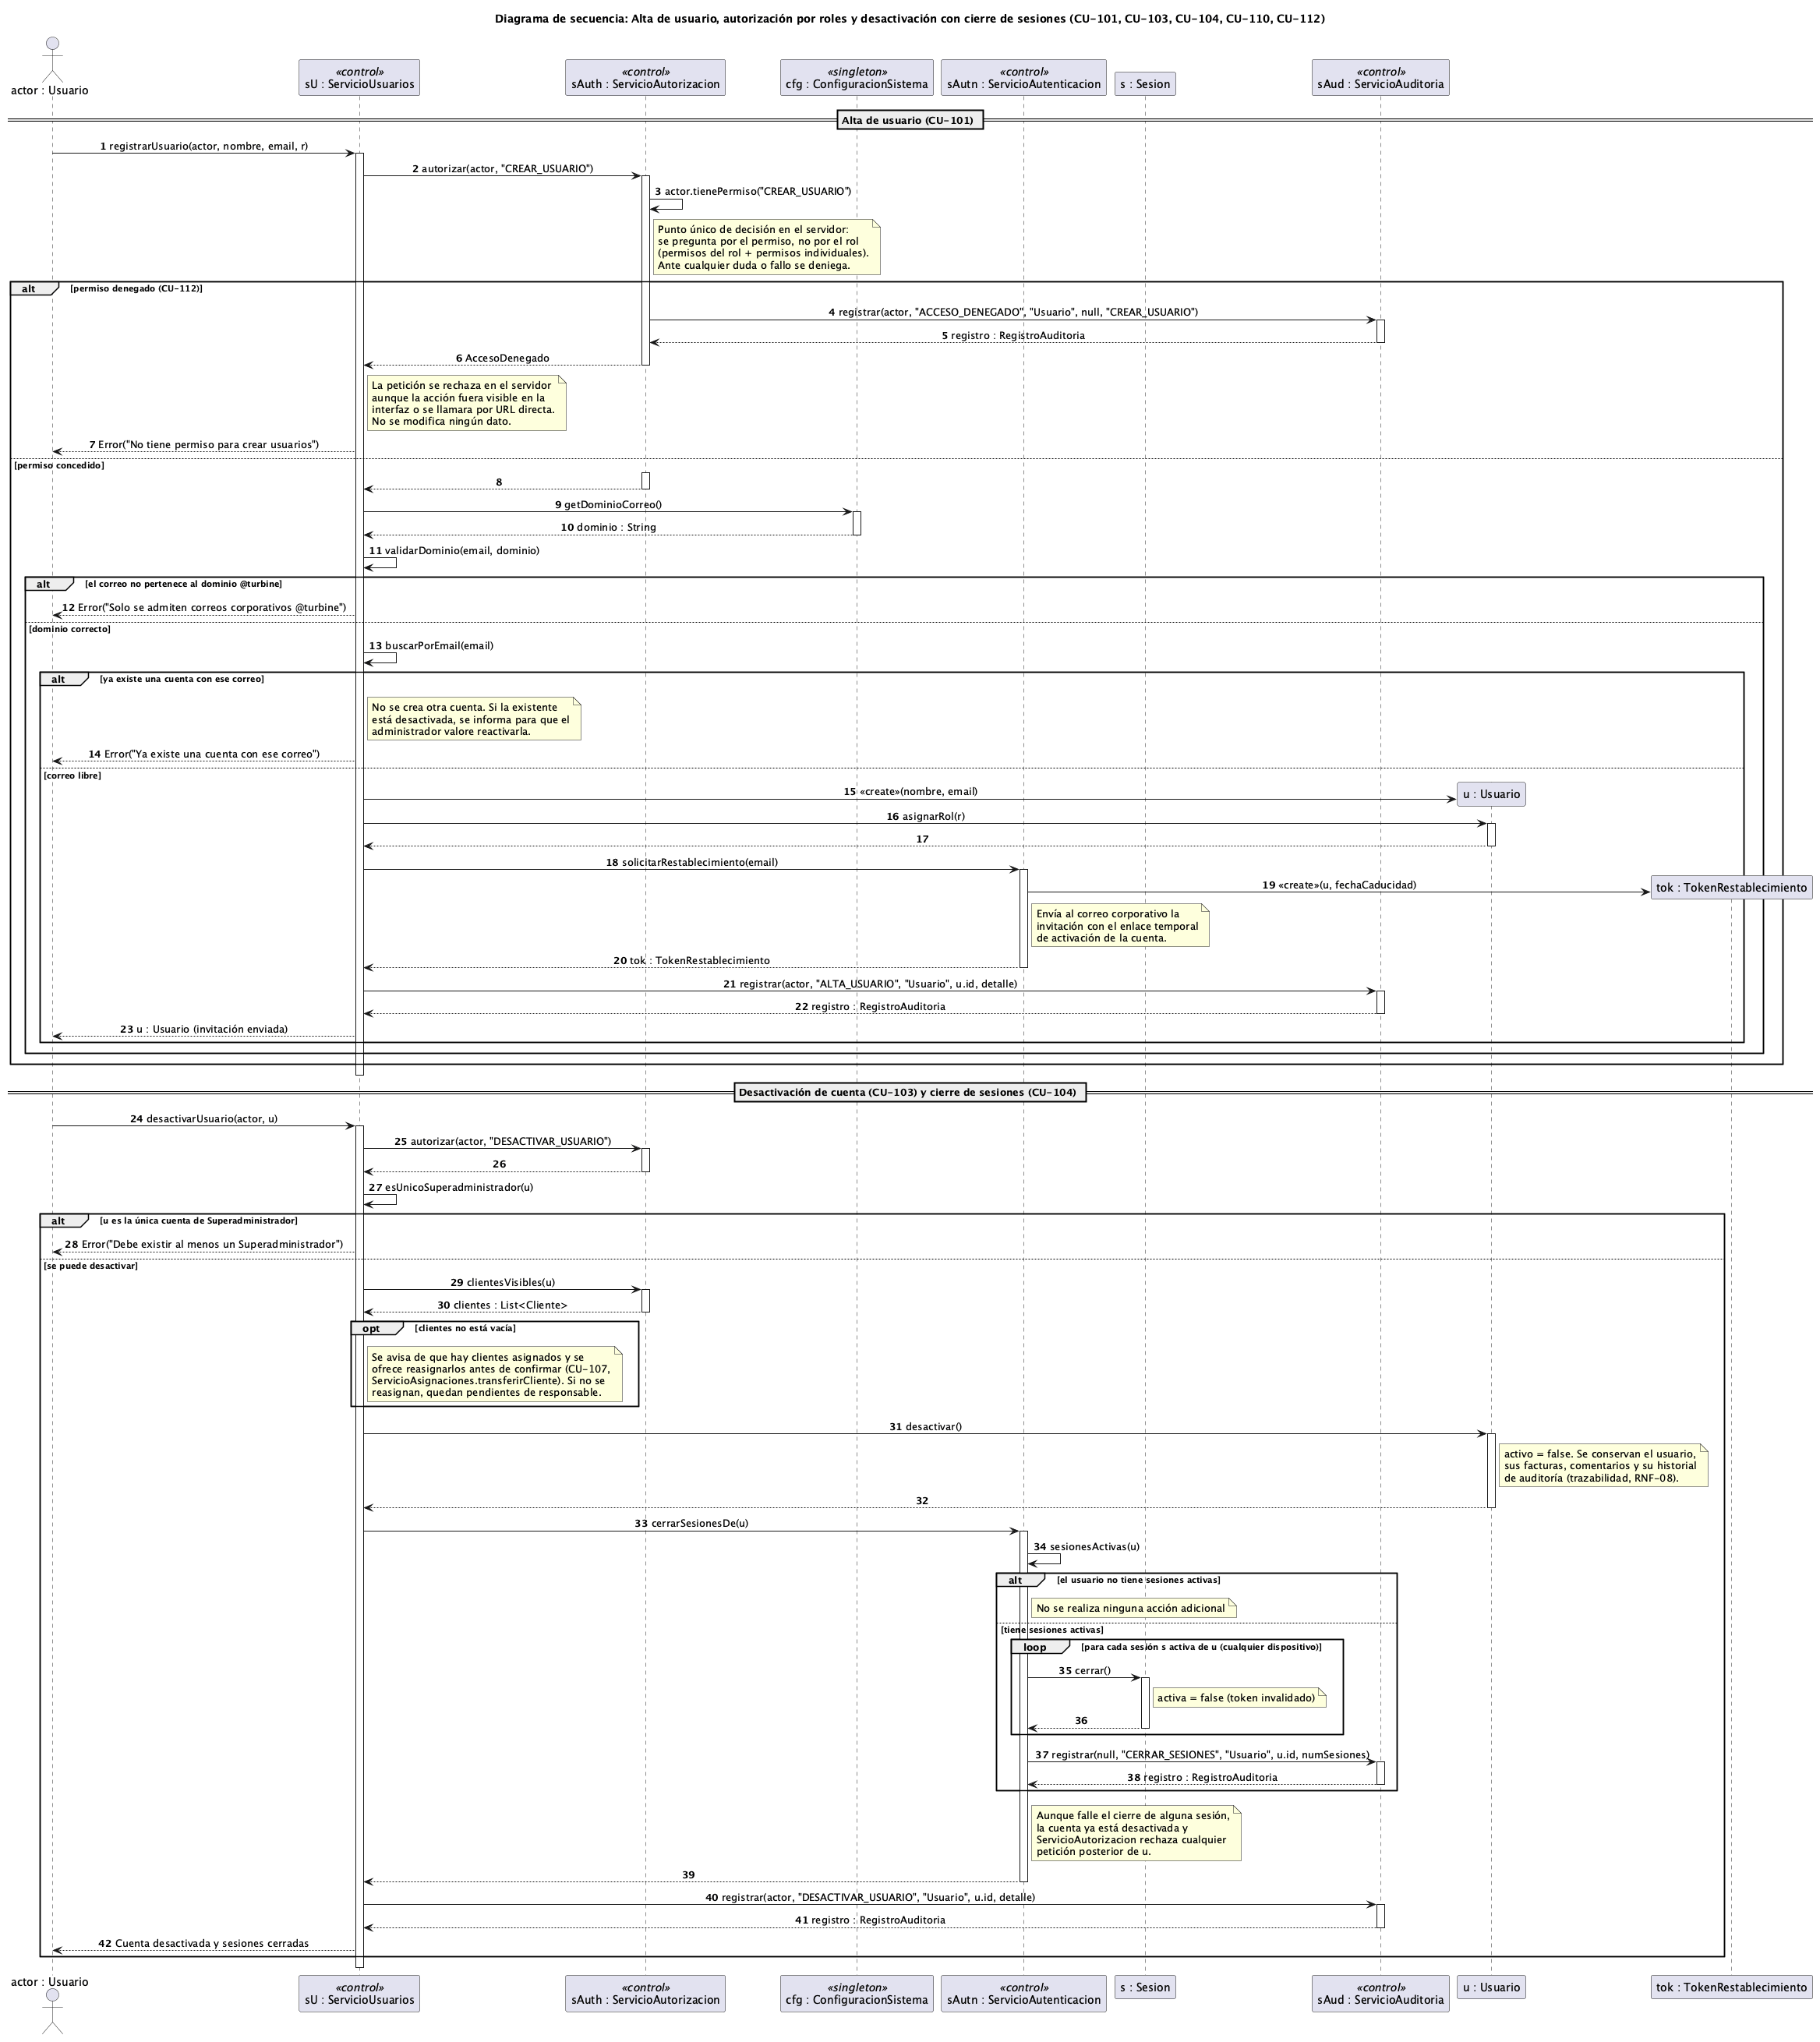 Diagrama de secuencia: Alta de usuario, autorización por roles y desactivación con cierre de sesiones (CU-101, CU-103, CU-104, CU-110, CU-112)
actor : Usuario
«control»
sU : ServicioUsuarios
«control»
sAuth : ServicioAutorizacion
«singleton»
cfg : ConfiguracionSistema
«control»
sAutn : ServicioAutenticacion
s : Sesion
«control»
sAud : ServicioAuditoria
Alta de usuario (CU-101)
1 registrarUsuario(actor, nombre, email, r)
2 autorizar(actor, "CREAR_USUARIO")
3 actor.tienePermiso("CREAR_USUARIO")
Punto único de decisión en el servidor:
se pregunta por el permiso, no por el rol
(permisos del rol + permisos individuales).
Ante cualquier duda o fallo se deniega.
alt [permiso denegado (CU-112)]
4 registrar(actor, "ACCESO_DENEGADO", "Usuario", null, "CREAR_USUARIO")
5 registro : RegistroAuditoria
6 AccesoDenegado
La petición se rechaza en el servidor
aunque la acción fuera visible en la
interfaz o se llamara por URL directa.
No se modifica ningún dato.
7 Error("No tiene permiso para crear usuarios")
[permiso concedido]
8
9 getDominioCorreo()
10 dominio : String
11 validarDominio(email, dominio)
alt [el correo no pertenece al dominio @turbine]
12 Error("Solo se admiten correos corporativos @turbine")
[dominio correcto]
13 buscarPorEmail(email)
alt [ya existe una cuenta con ese correo]
No se crea otra cuenta. Si la existente
está desactivada, se informa para que el
administrador valore reactivarla.
14 Error("Ya existe una cuenta con ese correo")
[correo libre]
15 «create»(nombre, email)
u : Usuario
16 asignarRol(r)
17
18 solicitarRestablecimiento(email)
19 «create»(u, fechaCaducidad)
tok : TokenRestablecimiento
Envía al correo corporativo la
invitación con el enlace temporal
de activación de la cuenta.
20 tok : TokenRestablecimiento
21 registrar(actor, "ALTA_USUARIO", "Usuario", u.id, detalle)
22 registro : RegistroAuditoria
23 u : Usuario (invitación enviada)
Desactivación de cuenta (CU-103) y cierre de sesiones (CU-104)
24 desactivarUsuario(actor, u)
25 autorizar(actor, "DESACTIVAR_USUARIO")
26
27 esUnicoSuperadministrador(u)
alt [u es la única cuenta de Superadministrador]
28 Error("Debe existir al menos un Superadministrador")
[se puede desactivar]
29 clientesVisibles(u)
30 clientes : List<Cliente>
opt [clientes no está vacía]
Se avisa de que hay clientes asignados y se
ofrece reasignarlos antes de confirmar (CU-107,
ServicioAsignaciones.transferirCliente). Si no se
reasignan, quedan pendientes de responsable.
31 desactivar()
activo = false. Se conservan el usuario,
sus facturas, comentarios y su historial
de auditoría (trazabilidad, RNF-08).
32
33 cerrarSesionesDe(u)
34 sesionesActivas(u)
alt [el usuario no tiene sesiones activas]
No se realiza ninguna acción adicional
[tiene sesiones activas]
loop [para cada sesión s activa de u (cualquier dispositivo)]
35 cerrar()
activa = false (token invalidado)
36
37 registrar(null, "CERRAR_SESIONES", "Usuario", u.id, numSesiones)
38 registro : RegistroAuditoria
Aunque falle el cierre de alguna sesión,
la cuenta ya está desactivada y
ServicioAutorizacion rechaza cualquier
petición posterior de u.
39
40 registrar(actor, "DESACTIVAR_USUARIO", "Usuario", u.id, detalle)
41 registro : RegistroAuditoria
42 Cuenta desactivada y sesiones cerradas
actor : Usuario
«control»
sU : ServicioUsuarios
«control»
sAuth : ServicioAutorizacion
«singleton»
cfg : ConfiguracionSistema
«control»
sAutn : ServicioAutenticacion
s : Sesion
«control»
sAud : ServicioAuditoria
u : Usuario
tok : TokenRestablecimiento